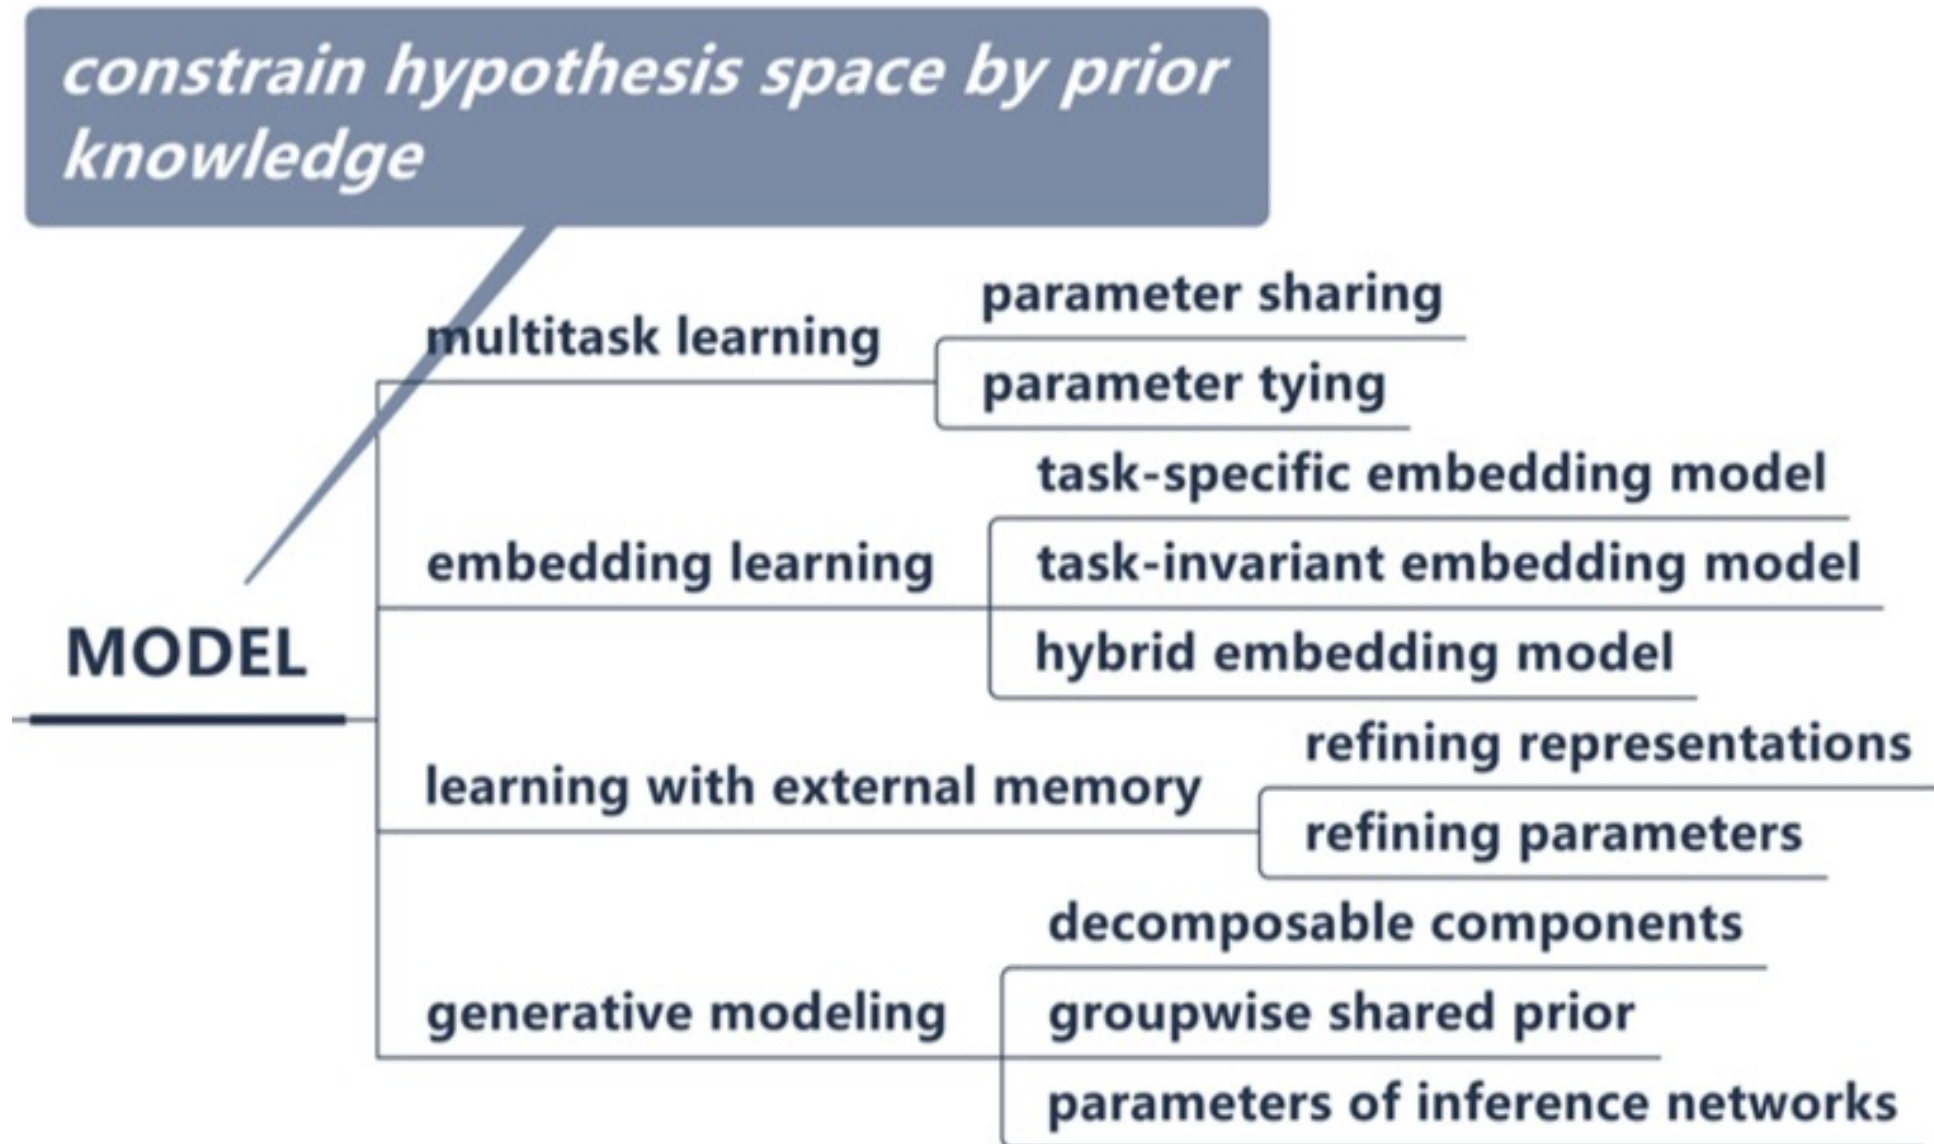 constrain hypothesis space by prior
knowledge
parameter sharing
multitask learning
parameter tying
task-specific embedding model
embedding learning
task-invariant embedding model
hybrid embedding model
MODEL
refining representations
learning with external memory
refining parameters
decomposable components
generative modeling
groupwise shared prior
parameters of inference networks